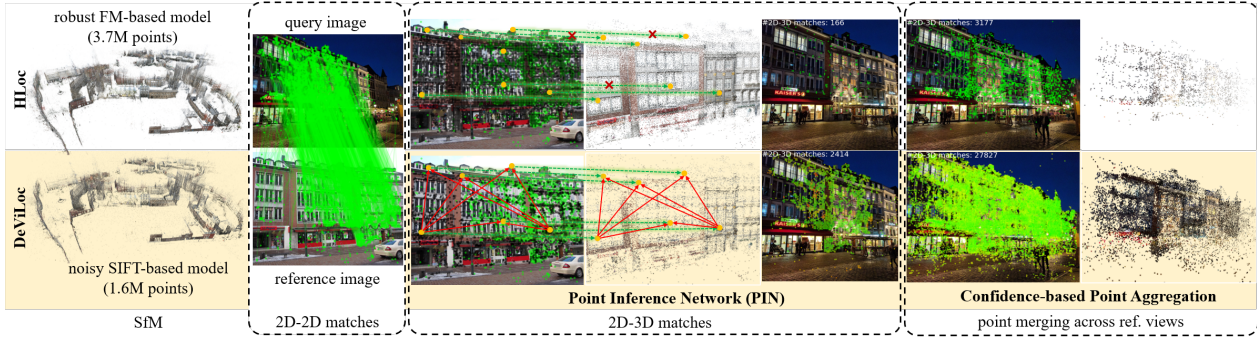 HLoc
robust FM-based model
(3.7M points)
query image
#2D-3D matches: 166
#2D-3D matches: 3177
KAISER'S
DeViLoc
#2D-3D matches: 2414
#2D-3D matches: 27827
noisy SIFT-based model
(1.6M points)
reference image
Point Inference Network (PIN)
Confidence-based Point Aggregation
SfM
2D-2D matches
2D-3D matches
point merging across ref. views